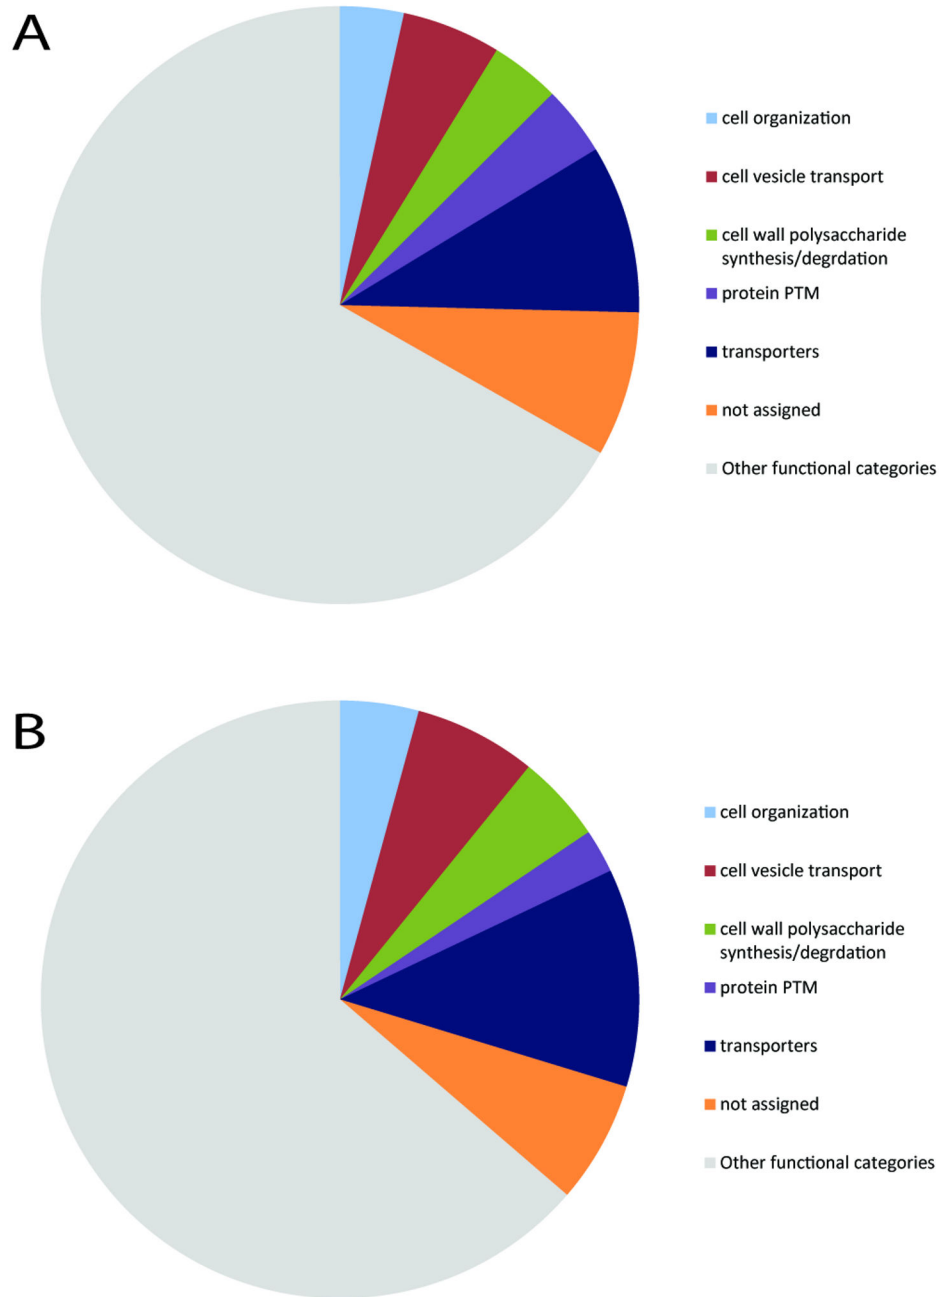 A
cell organization
cell vesicle transport
cell wall polysaccharide
synthesis/degrdation
protein PTM
transporters
not assigned
Other functional categories
B
cell organization
cell vesicle transport
cell wall polysaccharide
synthesis/degrdation
protein PTM
transporters
not assigned
Other functional categories